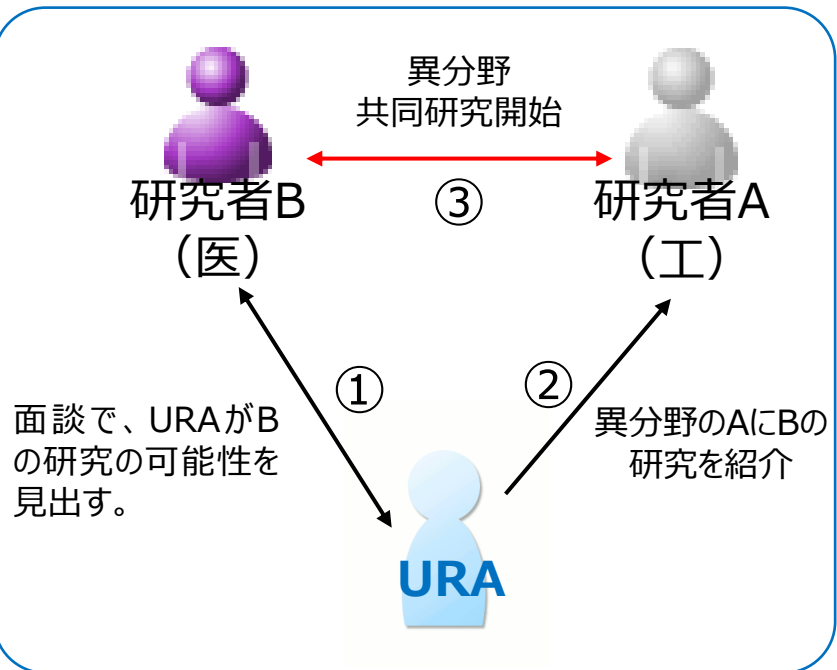 異分野
共同研究開始
研究者B
（医）
③
研究者A
（工）
①
②
面談で、URAがB
の研究の可能性を
見出す。
異分野のAにBの
研究を紹介
URA